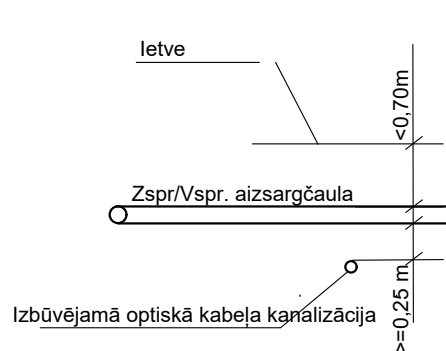 Ietve
<0,70m
Zspr/Vspr. aizsargčaula
Izbūvējamā optiskā kabeļa kanalizācija
>=0,25 m